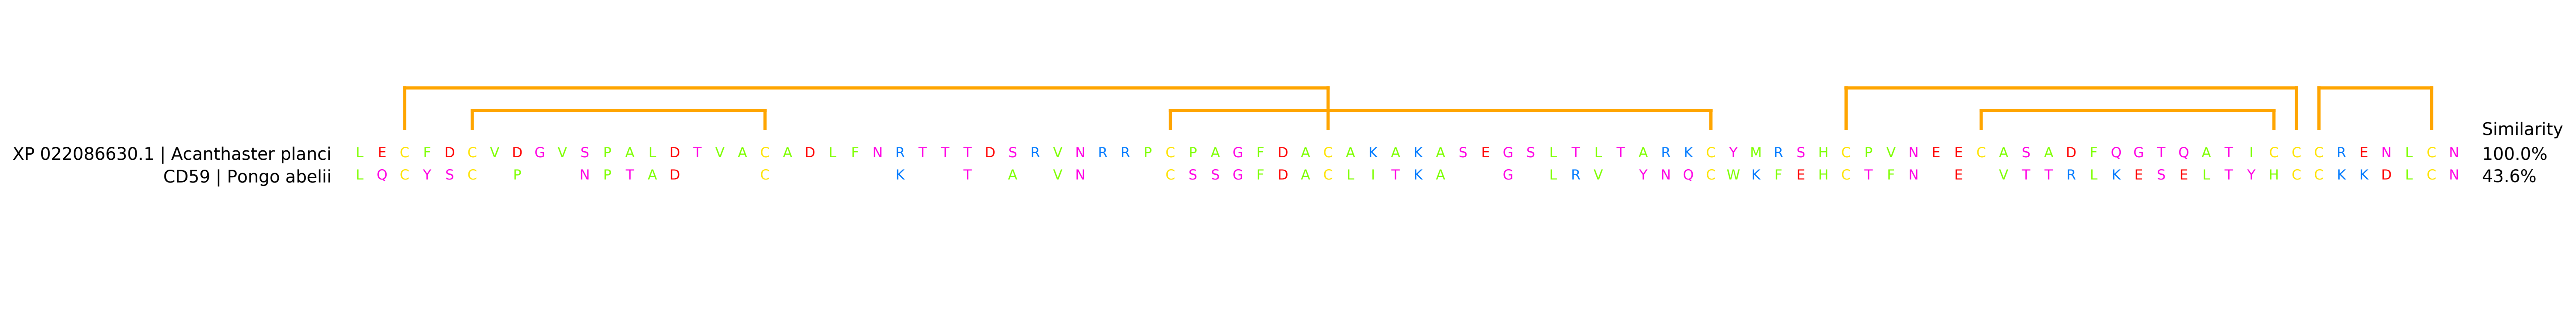 Similarity
XP 022086630.1 | Acanthaster planci L E C F D C V D G V S P A L D T V A C A D L F N R T T T D S R V N R R P C P A G F D A C A K A K A S E G S L T L T A R K C Y M R S H C P V N E E C A S A D F Q G T Q A T I C C C R E N L C N 100.0%
CD59 | Pongo abelii L Q C Y S C P N P T A D C K T A V N C S S G F D A C L I T K A G L R V Y N Q C W K F E H C T F N E V T T R L K E S E L T Y H C C K K D L C N 43.6%